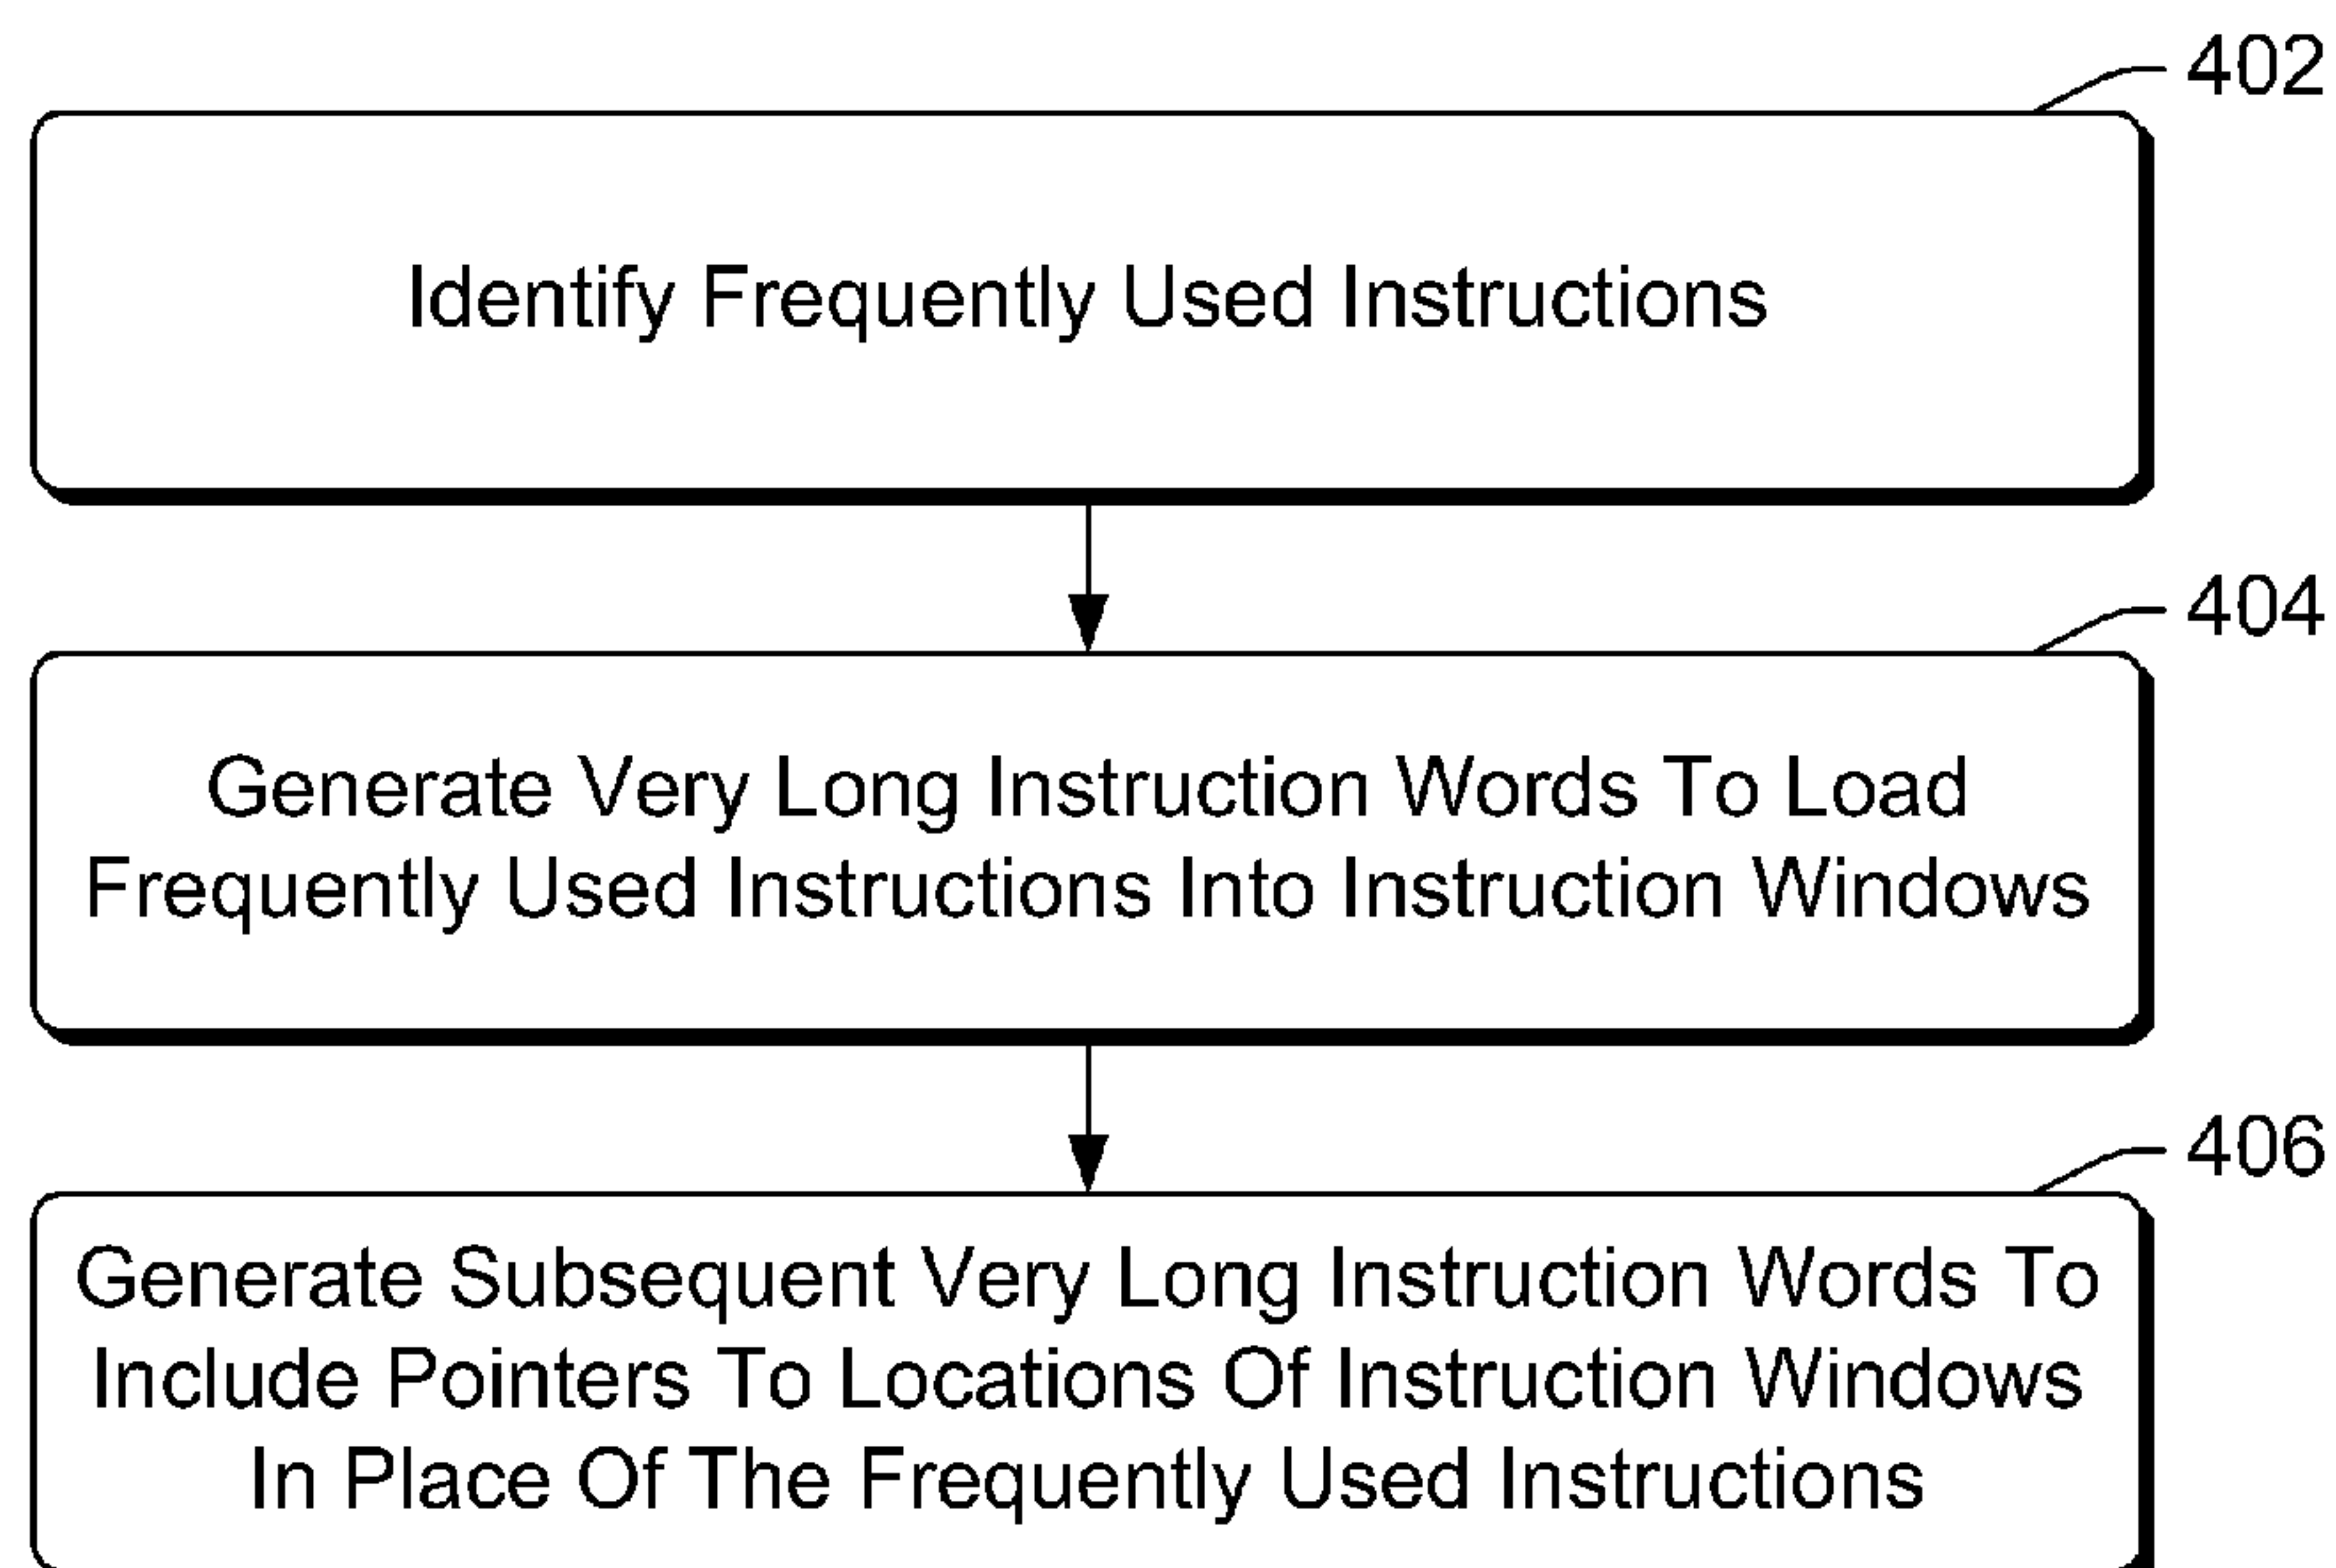 402
Identify Frequently Used Instructions
404
Generate Very Long Instruction Words To Load
Frequently Used Instructions Into Instruction Windows
406
Generate Subsequent Very Long Instruction Words To
Include Pointers To Locations Of Instruction Windows
In Place Of The Frequently Used Instructions